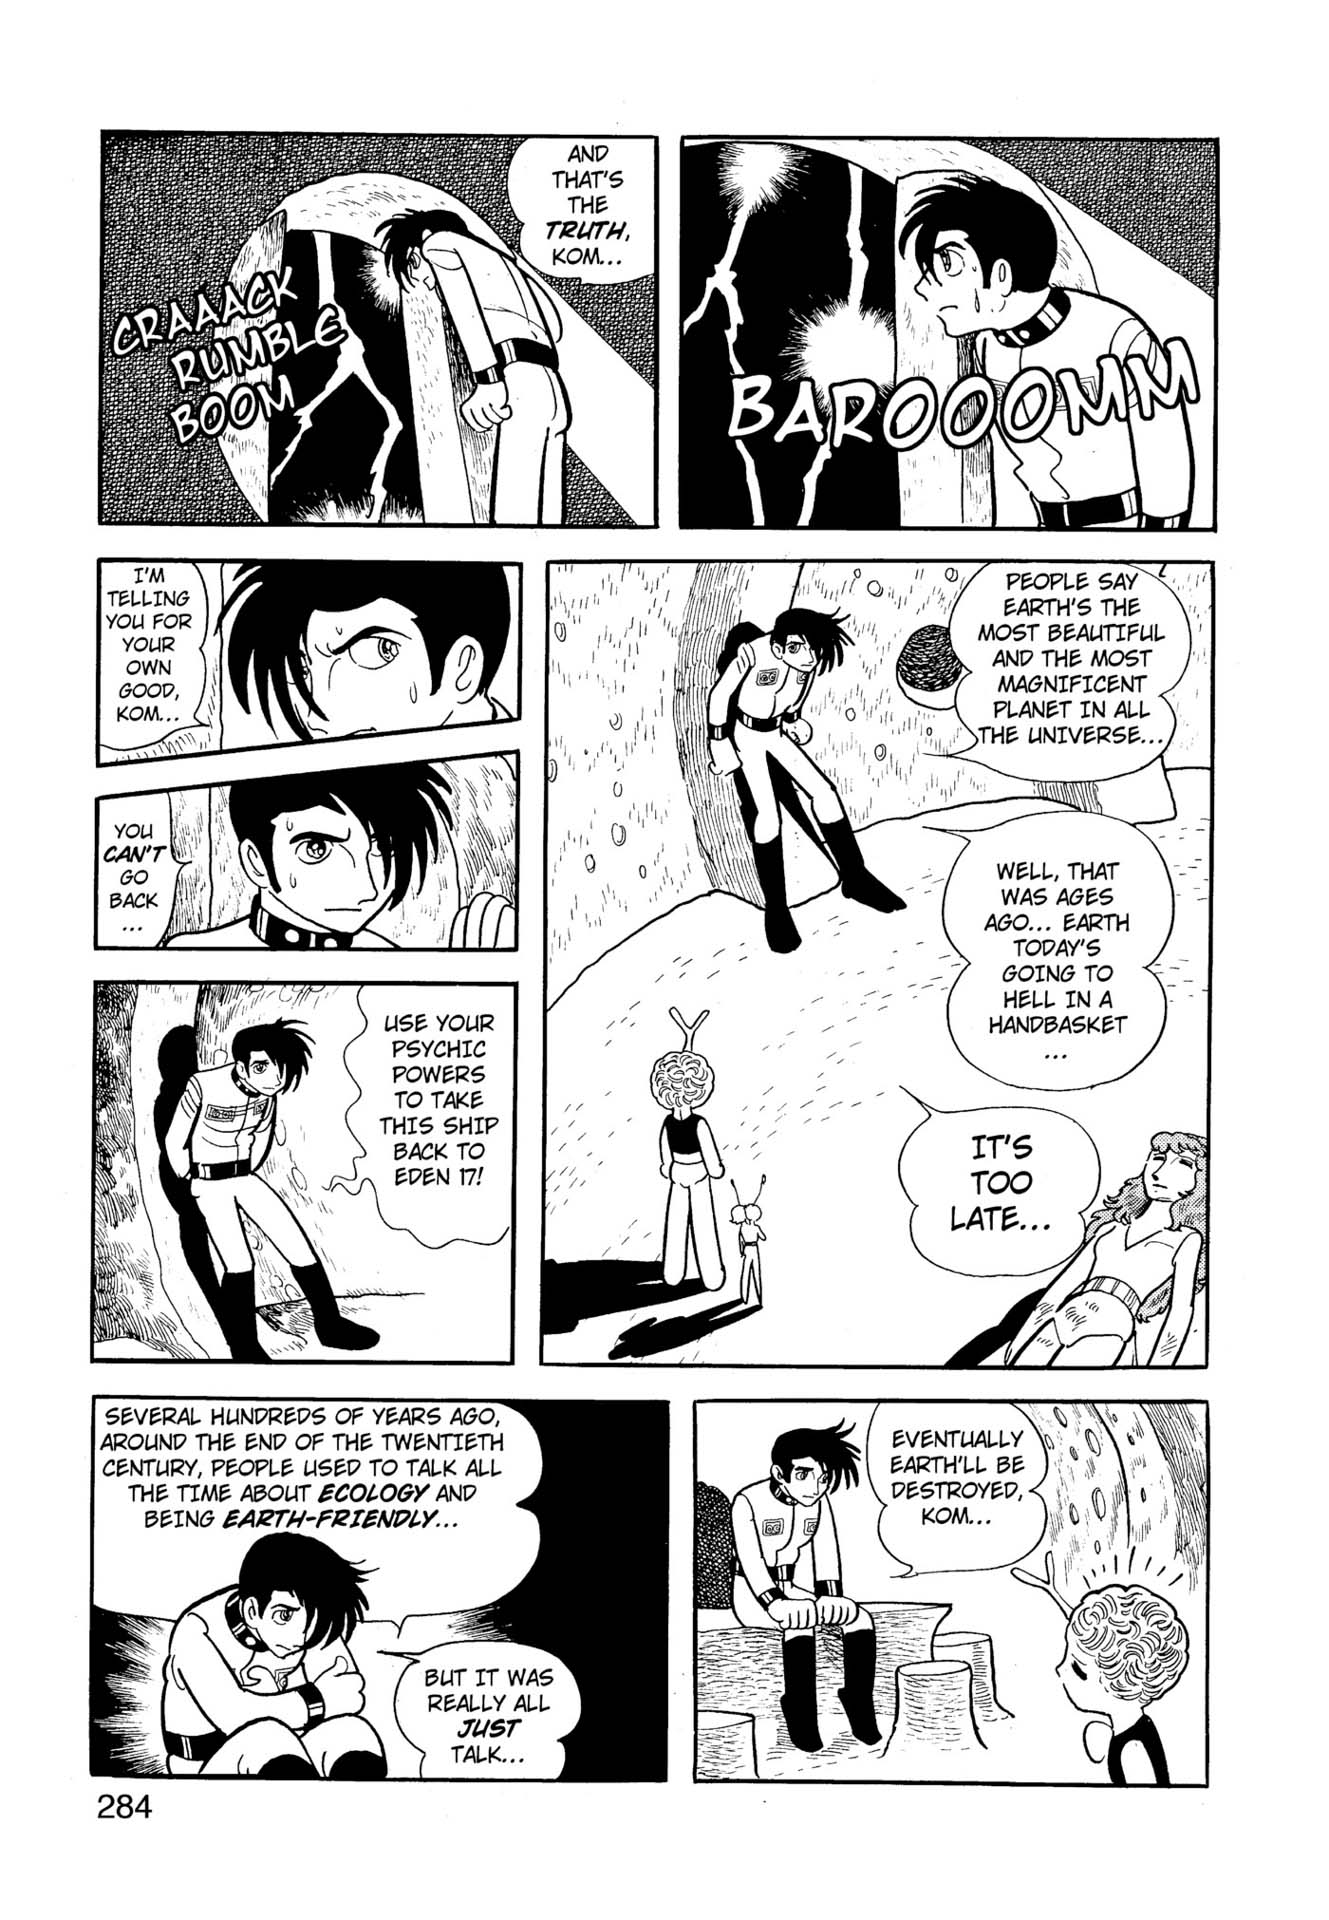 CRAAACK
RUMBLE
BOOM
AND
THAT'S
THE
TRUTH,
KOM...
BAROOOMM
I'M
TELLING
YOU FOR
YOUR
OWN
GOOD,
KOM...
YOU
CAN'T
GO
BACK
...
USE YOUR
PSYCHIC
POWERS
TO TAKE
THIS SHIP
BACK TO
EDEN 17!
PEOPLE SAY
EARTH'S THE
MOST BEAUTIFUL
AND THE MOST
MAGNIFICENT
PLANET IN ALL
THE UNIVERSE...
WELL, THAT
WAS AGES
AGO... EARTH
TODAY'S
GOING TO
HELL IN A
HANDBASKET
...
IT'S
TOO
LATE...
SEVERAL HUNDREDS OF YEARS AGO,
AROUND THE END OF THE TWENTIETH
CENTURY, PEOPLE USED TO TALK ALL
THE TIME ABOUT ECOLOGY AND
BEING EARTH-FRIENDLY...
BUT IT WAS
REALLY ALL
JUST
TALK...
EVENTUALLY
EARTH'LL BE
DESTROYED,
KOM...
284